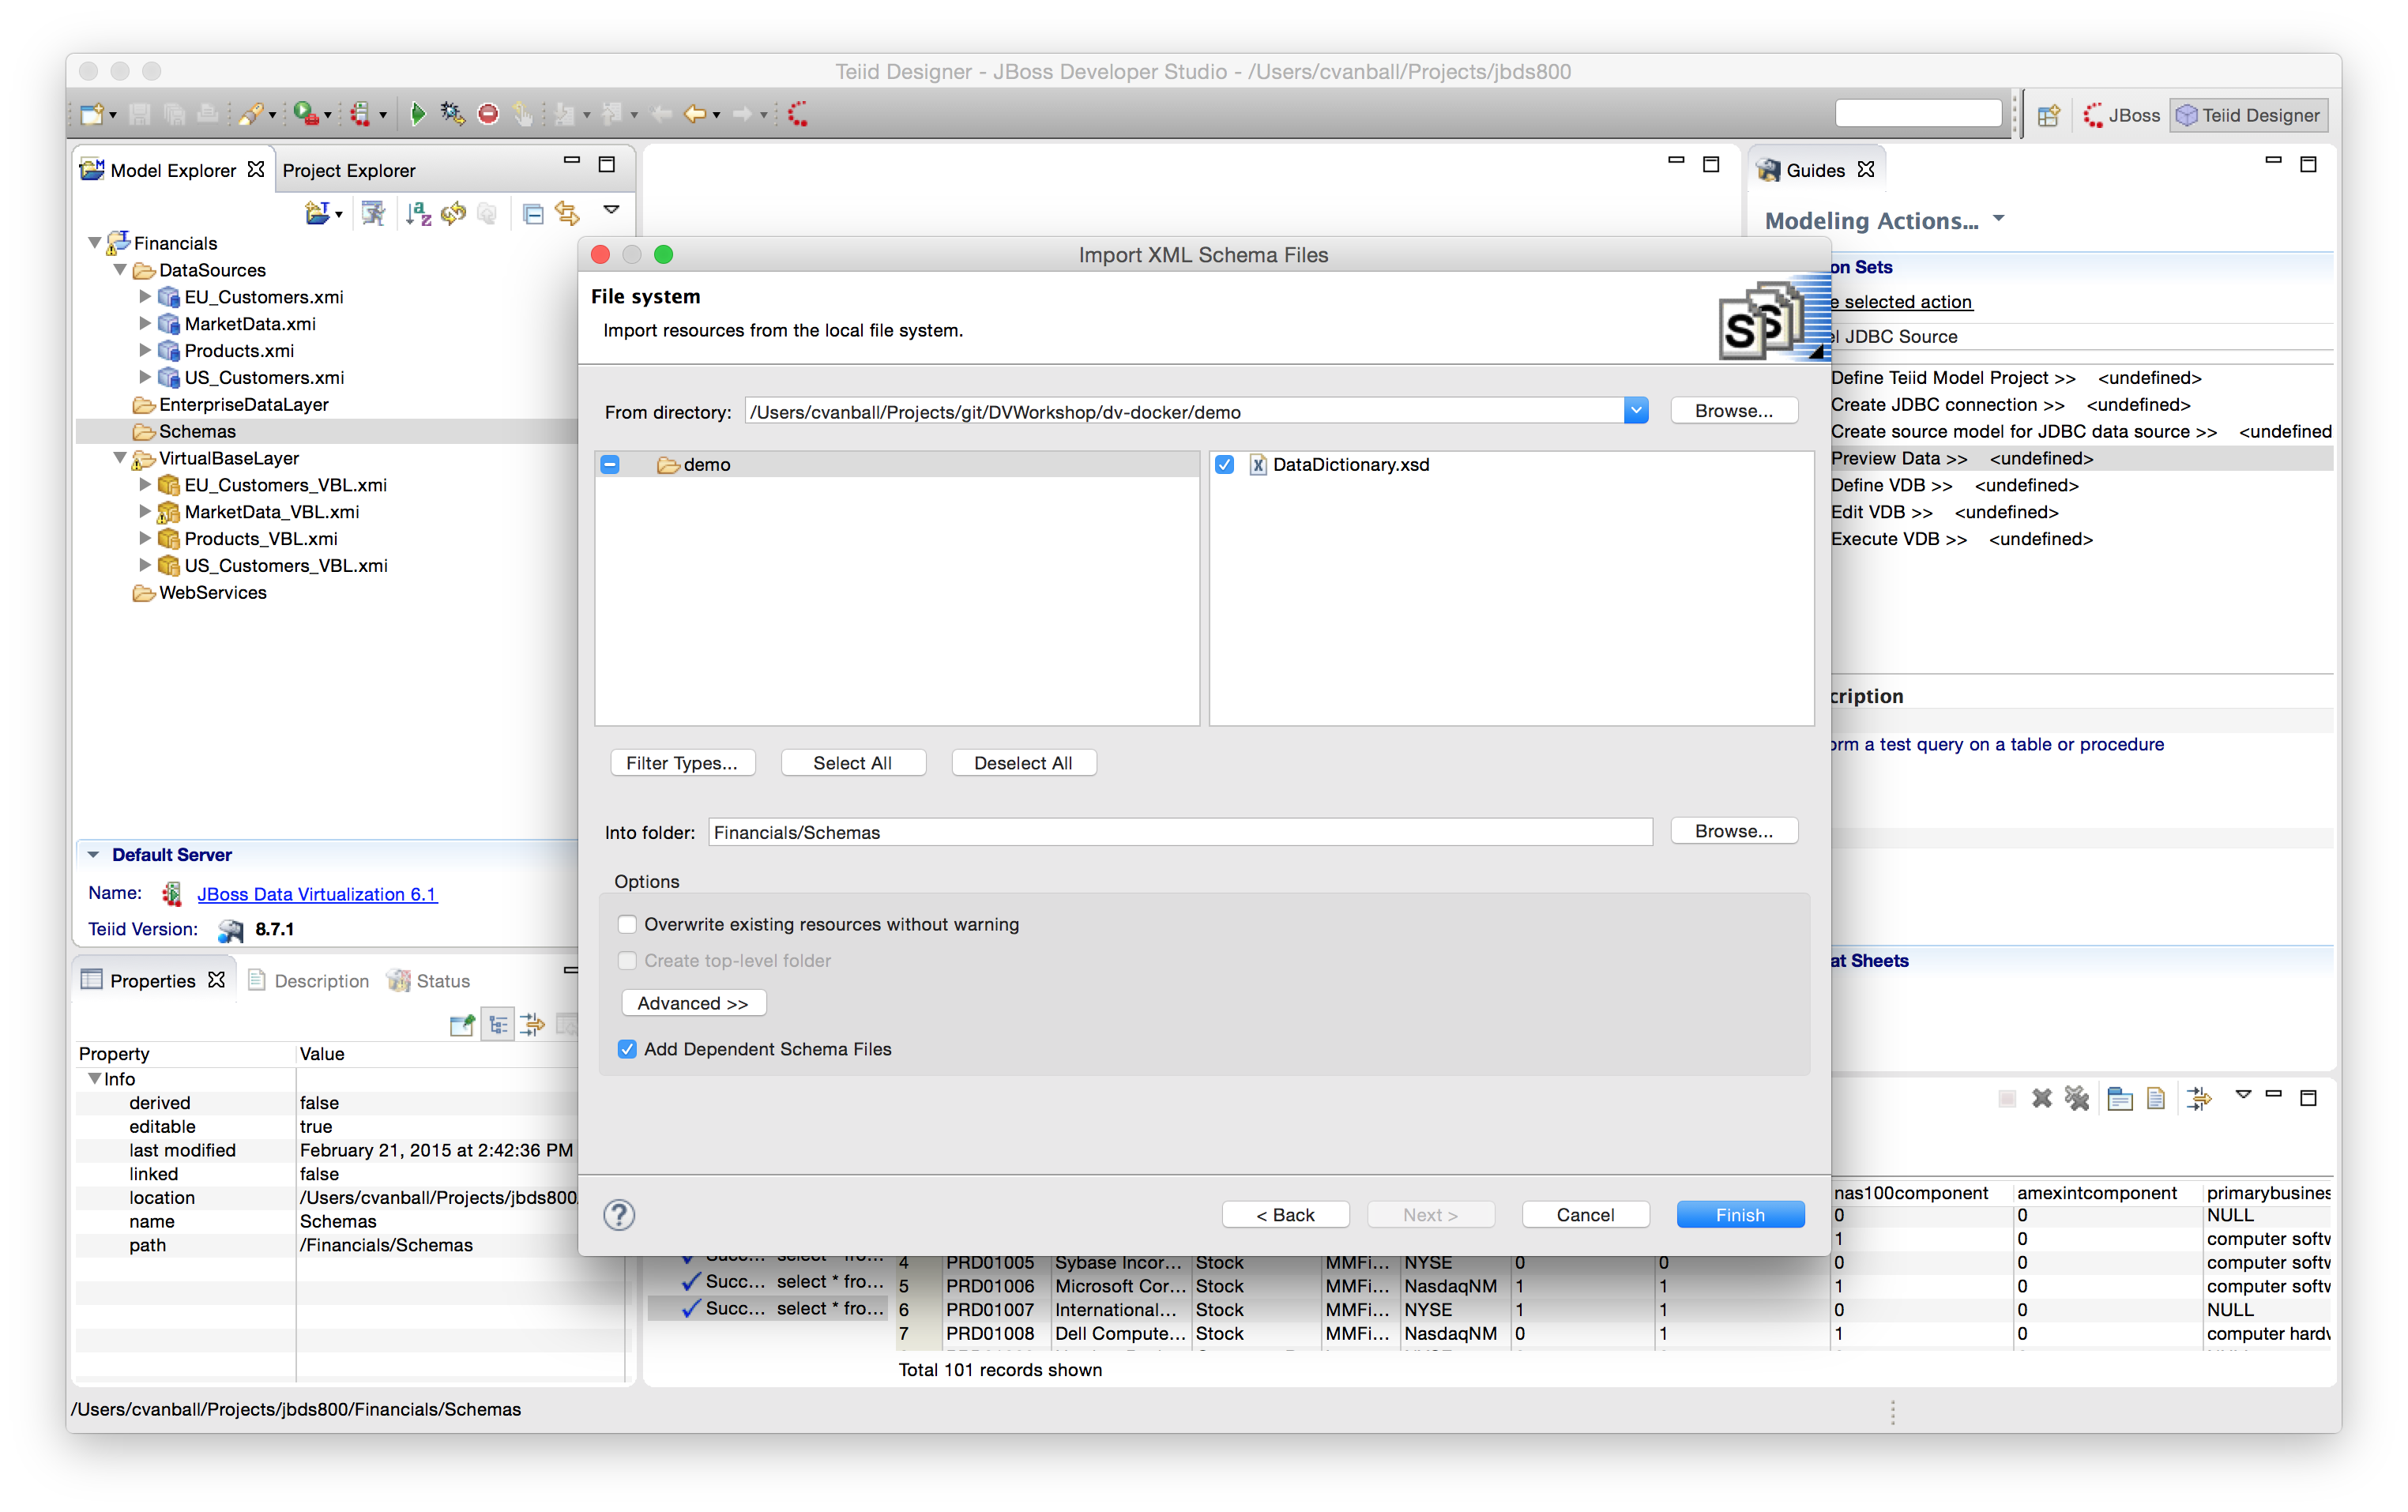 Teiid Designer - JBoss Developer Studio - /Users/cvanball/Projects/jbds800
JBoss
Teiid Designer
Model Explorer
Project Explorer
Financials
DataSources
EU_Customers.xmi
MarketData.xmi
Products.xmi
US_Customers.xmi
EnterpriseDataLayer
Schemas
VirtualBaseLayer
EU_Customers_VBL.xmi
MarketData_VBL.xmi
Products_VBL.xmi
US_Customers_VBL.xmi
WebServices
Default Server
Name: JBoss Data Virtualization 6.1
Teiid Version: 8.7.1
Properties
Description
Status
Property Value
Info
derived false
editable true
last modified February 21, 2015 at 2:42:36 PM
linked false
location /Users/cvanball/Projects/jbds800
name Schemas
path /Financials/Schemas
Import XML Schema Files
File system
Import resources from the local file system.
From directory: /Users/cvanball/Projects/git/DVWorkshop/dv-docker/demo Browse...
demo
DataDictionary.xsd
Filter Types... Select All Deselect All
Into folder: Financials/Schemas Browse...
Options
Overwrite existing resources without warning
Create top-level folder
Advanced >>
Add Dependent Schema Files
< Back Next > Cancel Finish
Guides
Modeling Actions...
on Sets
e selected action
el JDBC Source
Define Teiid Model Project >> <undefined>
Create JDBC connection >> <undefined>
Create source model for JDBC data source >> <undefined
Preview Data >> <undefined>
Define VDB >> <undefined>
Edit VDB >> <undefined>
Execute VDB >> <undefined>
cription
orm a test query on a table or procedure
at Sheets
nas100component amexintcomponent primarybusines
0 0 NULL
1 0 computer softw
Succ... select * fro... 4 PRD01005 Sybase Incor... Stock MMFi... NYSE 0 0 0 0 computer softw
Succ... select * fro... 5 PRD01006 Microsoft Cor... Stock MMFi... NasdaqNM 1 1 1 0 computer softw
Succ... select * fro... 6 PRD01007 International... Stock MMFi... NYSE 1 1 0 0 NULL
7 PRD01008 Dell Compute... Stock MMFi... NasdaqNM 0 1 1 0 computer hardw
Total 101 records shown
/Users/cvanball/Projects/jbds800/Financials/Schemas